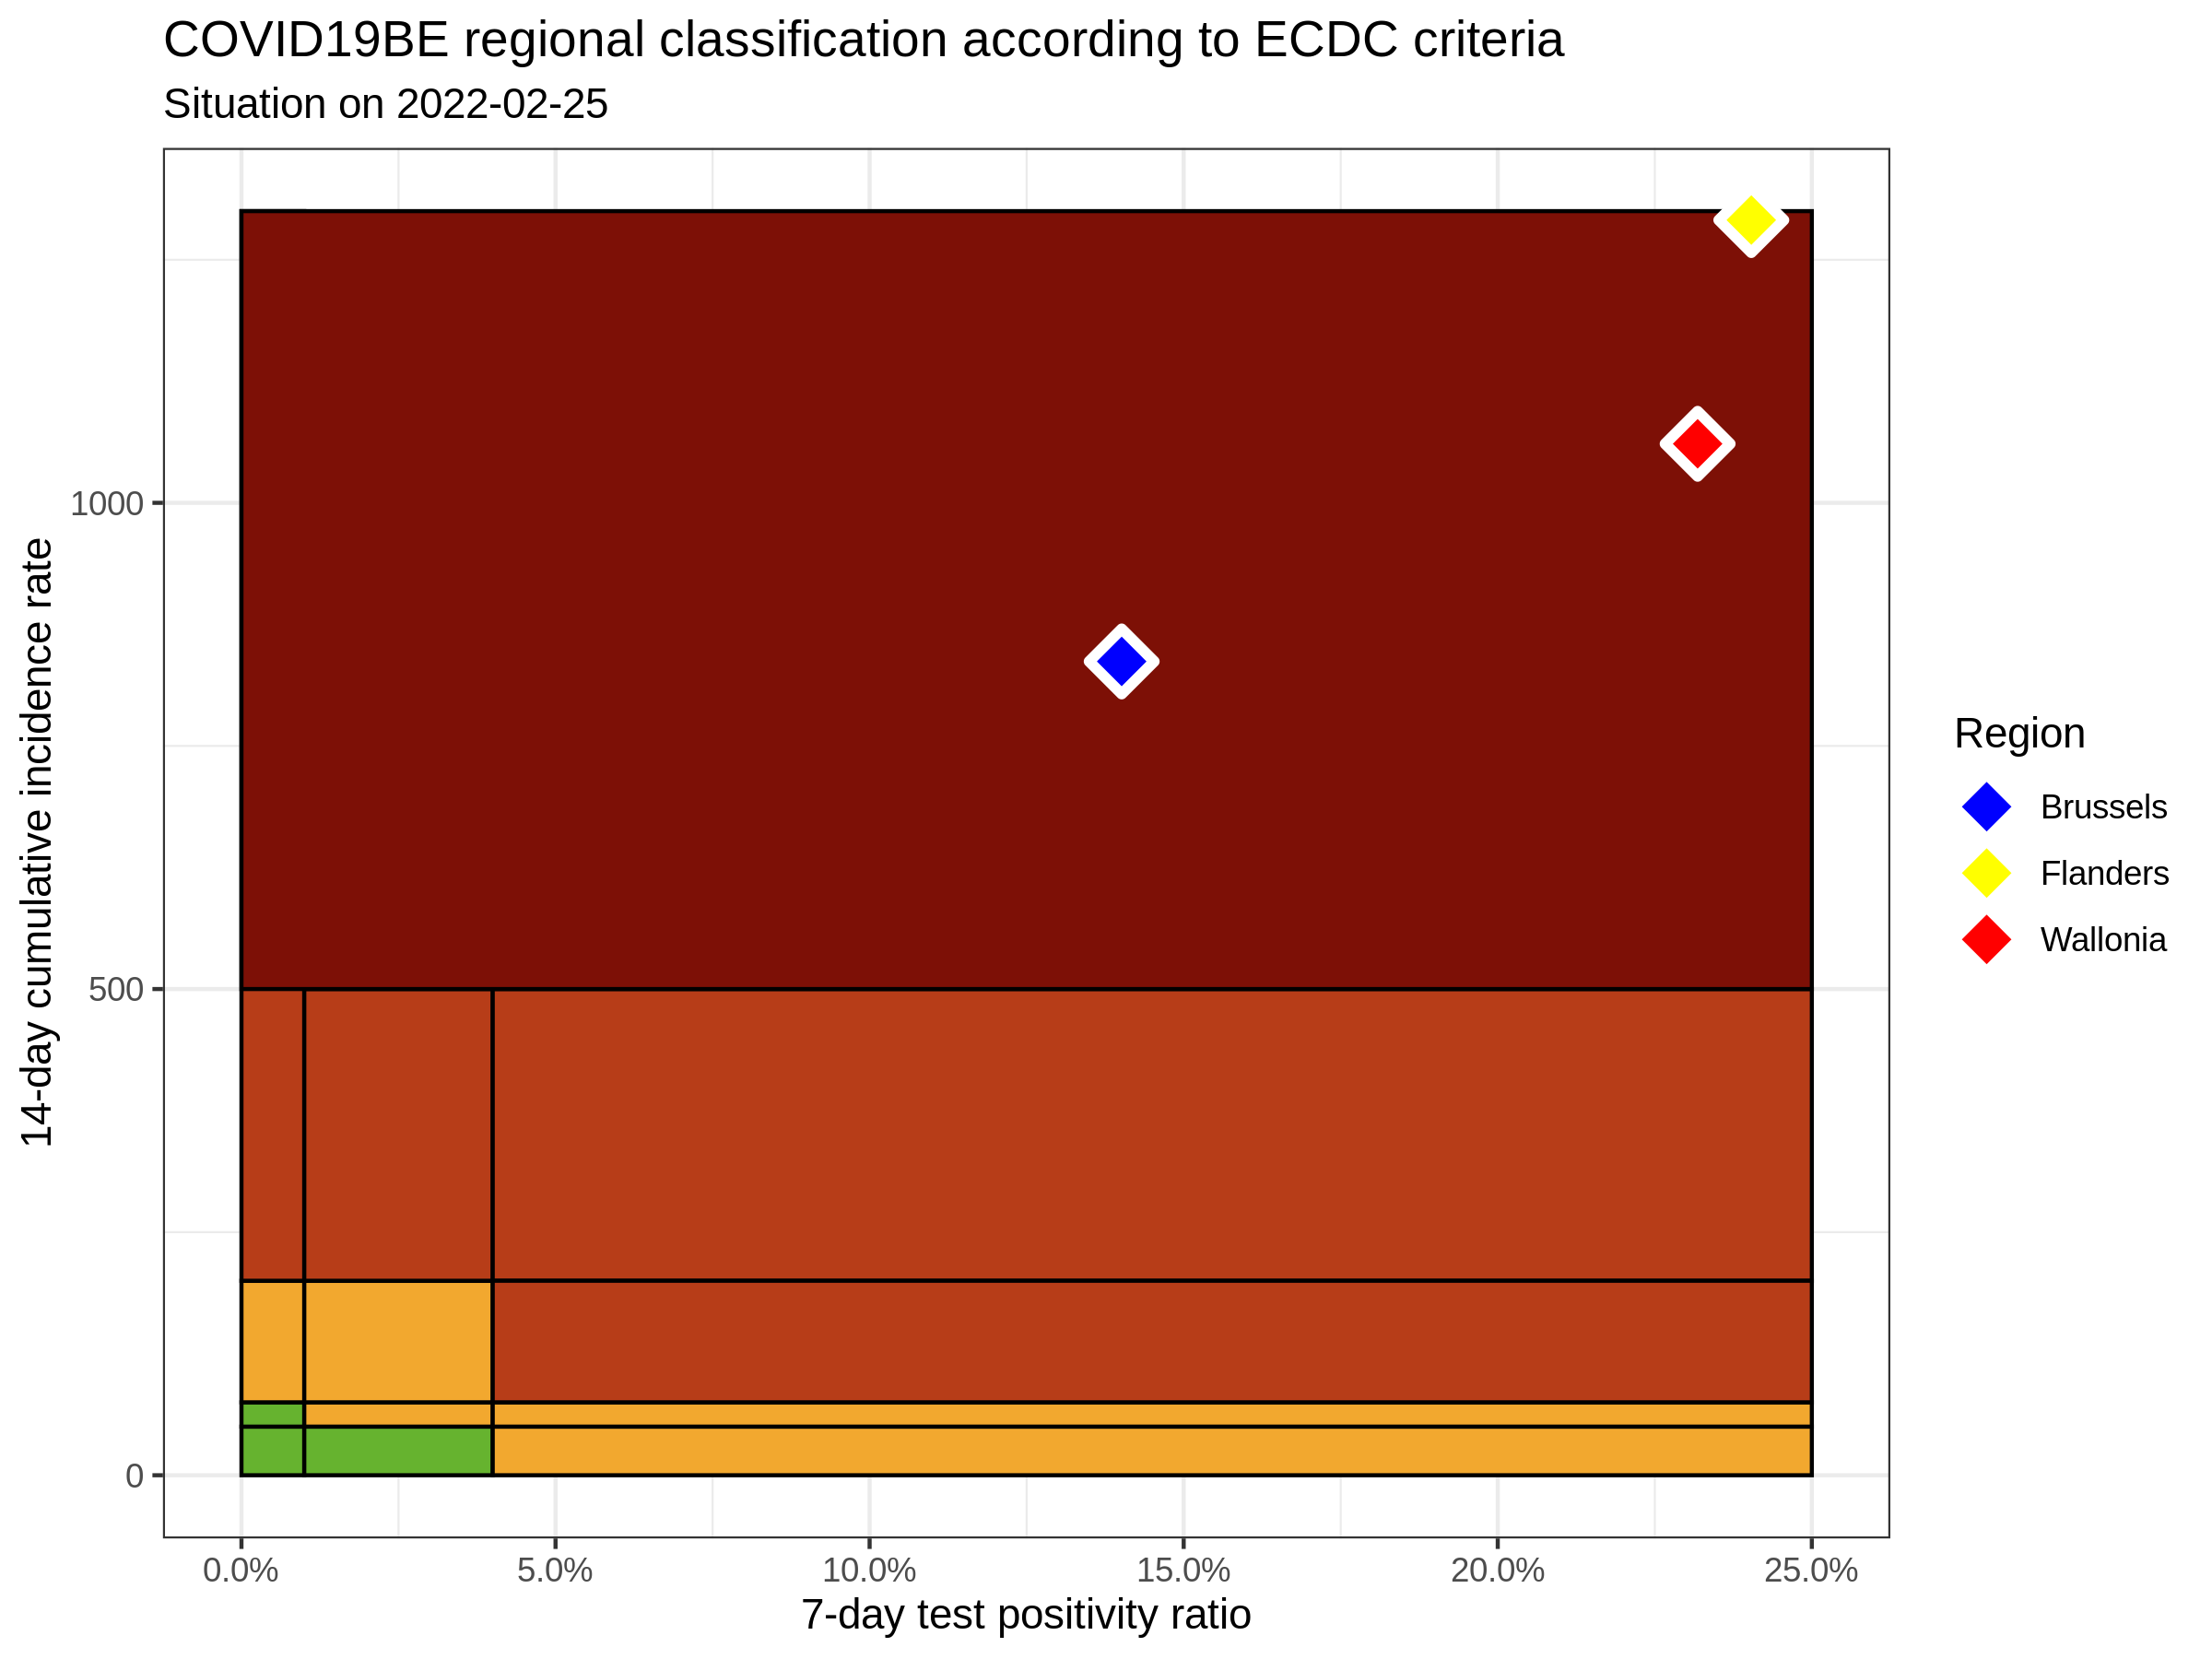 COVID19BE regional classification according to ECDC criteria
Situation on 2022-02-25
14-day cumulative incidence rate
1000
500
0
0.0%
5.0%
10.0%
15.0%
20.0%
25.0%
7-day test positivity ratio
Region
Brussels
Flanders
Wallonia